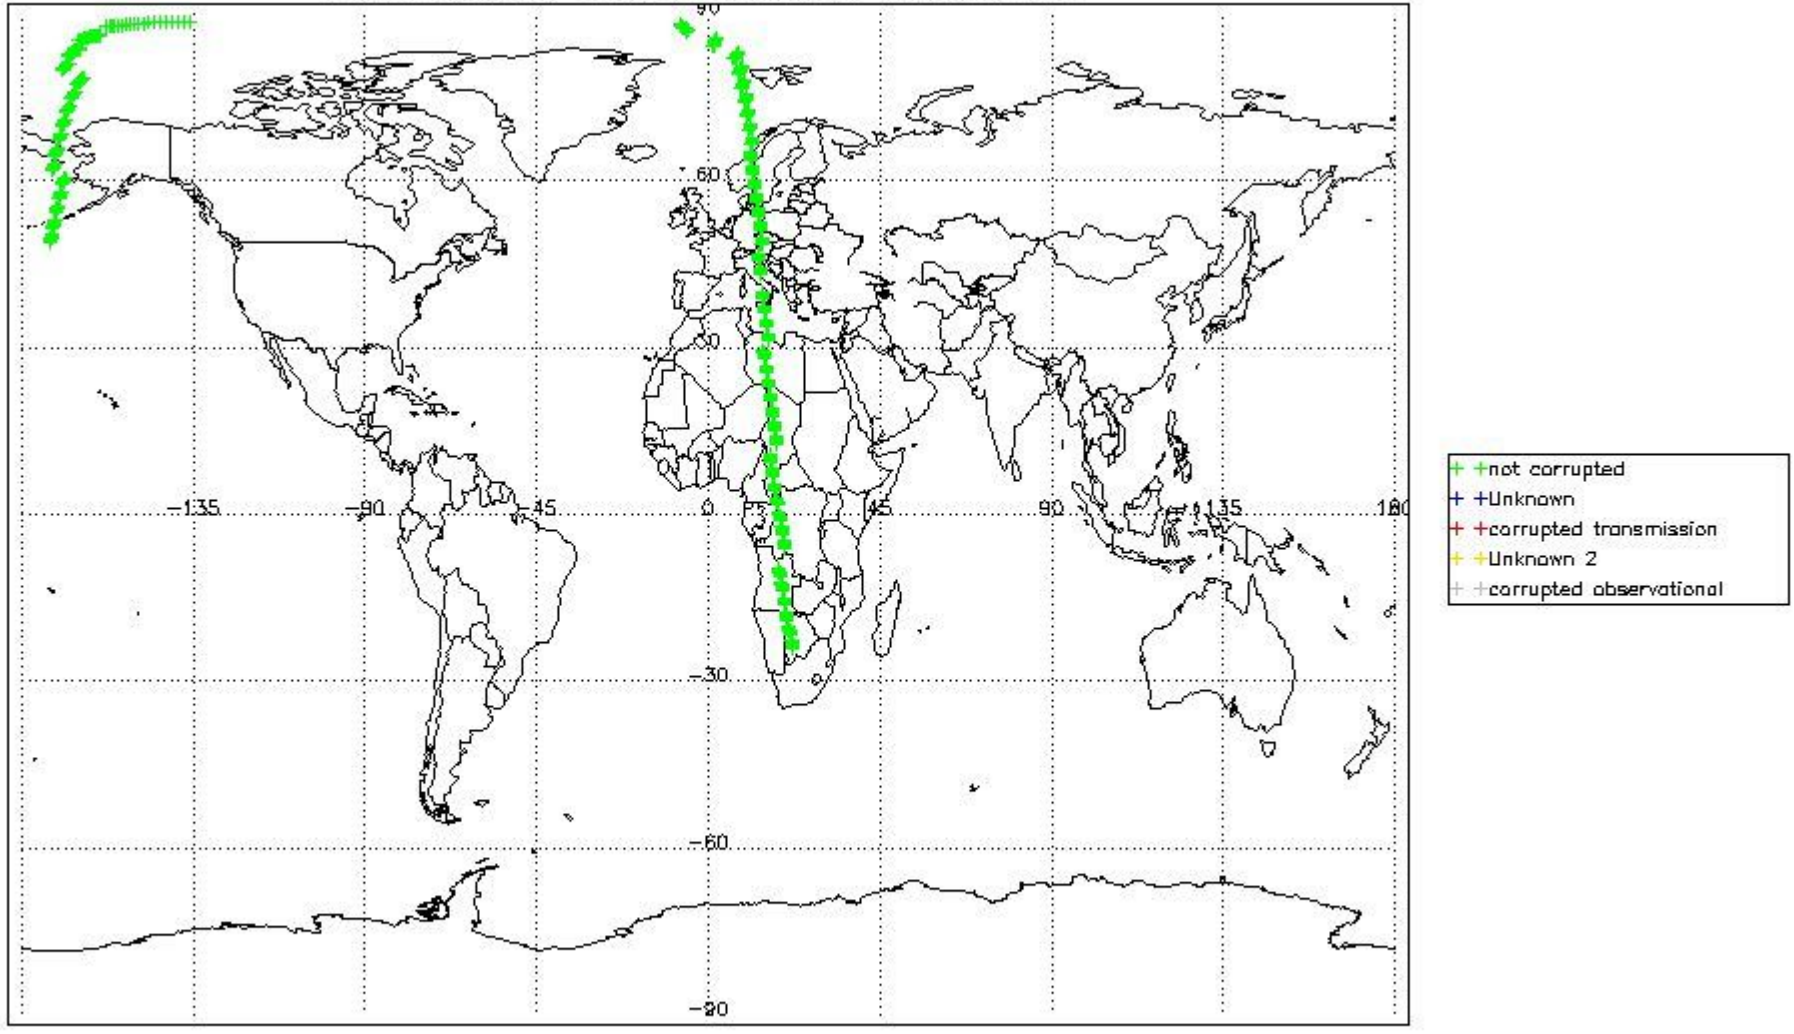 90
60
30
-135 -90 -45 0 45 90 135 180
-30
-60
-90
not corrupted
Unknown
corrupted transmission
Unknown 2
corrupted observational